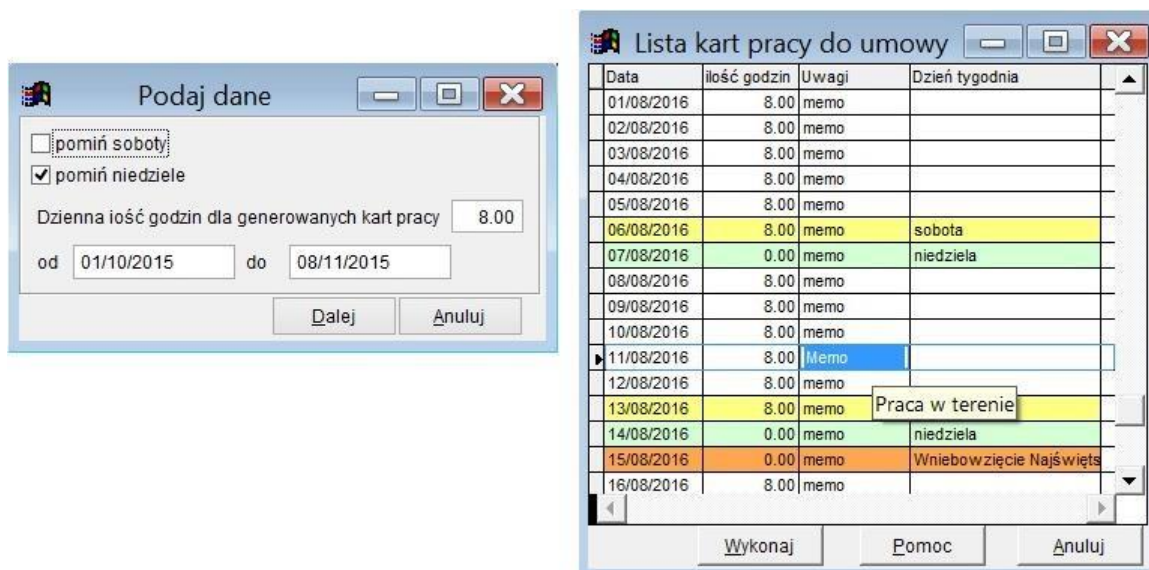 Podaj dane
pomiń soboty
pomiń niedziele
Dzienna iość godzin dla generowanych kart pracy 8.00
od 01/10/2015 do 08/11/2015
Dalej Anuluj
Lista kart pracy do umowy
Data ilość godzin Uwagi Dzień tygodnia
01/08/2016 8.00 memo
02/08/2016 8.00 memo
03/08/2016 8.00 memo
04/08/2016 8.00 memo
05/08/2016 8.00 memo
06/08/2016 8.00 memo sobota
07/08/2016 0.00 memo niedziela
08/08/2016 8.00 memo
09/08/2016 8.00 memo
10/08/2016 8.00 memo
11/08/2016 8.00 Memo
12/08/2016 8.00 memo
13/08/2016 8.00 memo Praca w terenie
14/08/2016 0.00 memo niedziela
15/08/2016 0.00 memo Wniebowzięcie Najświęts
16/08/2016 8.00 memo
Wykonaj Pomoc Anuluj